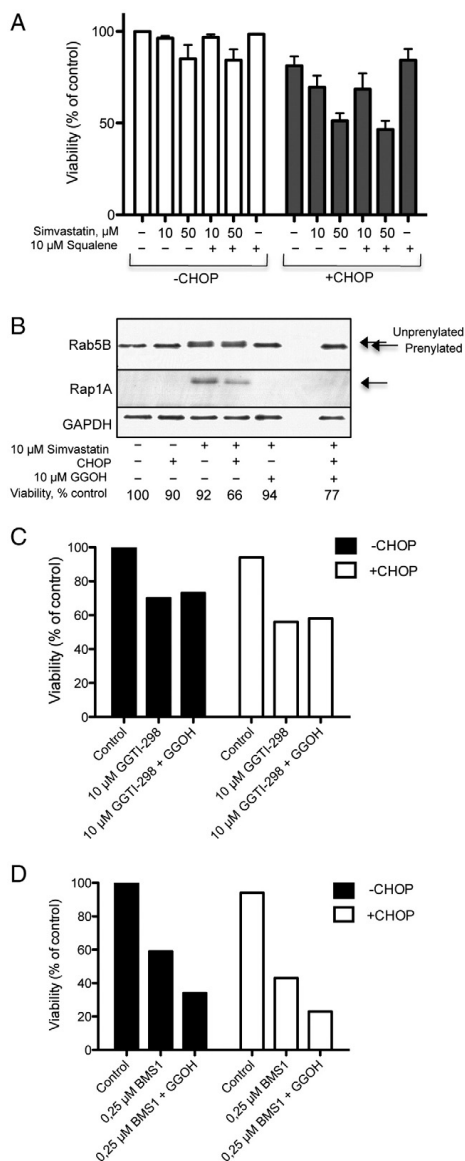 A
Viability (% of control)
100
50
0
Simvastatin, µM – 10 50 10 50 –
– 10 50 10 50 –
10 µM Squalene – – – + + +
– – – + + +
-CHOP
+CHOP
B
Rab5B
Unprenylated
Prenylated
Rap1A
GAPDH
10 µM Simvastatin – – + + + +
CHOP – + – + – +
10 µM GGOH – – – – + +
Viability, % control 100 90 92 66 94 77
C
Viability (% of control)
100
80
60
40
20
0
-CHOP
+CHOP
Control
10 µM GGTI-298
10 µM GGTI-298 + GGOH
Control
10 µM GGTI-298
10 µM GGTI-298 + GGOH
D
Viability (% of control)
100
80
60
40
20
0
-CHOP
+CHOP
Control
0,25 µM BMS1
0,25 µM BMS1 + GGOH
Control
0,25 µM BMS1
0,25 µM BMS1 + GGOH